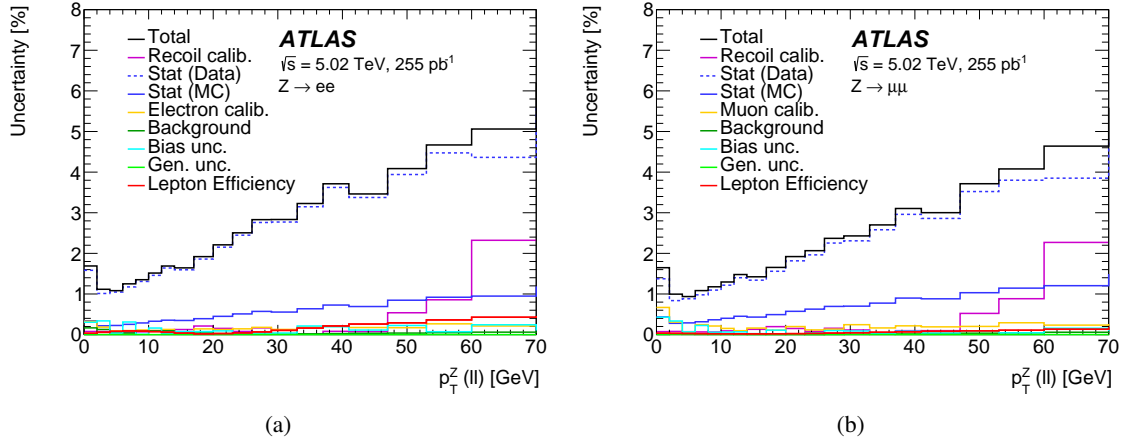 Uncertainty [%]
8
7
6
5
4
3
2
1
0
Total
Recoil calib.
Stat (Data)
Stat (MC)
Electron calib.
Background
Bias unc.
Gen. unc.
Lepton Efficiency
ATLAS
√s = 5.02 TeV, 255 pb⁻¹
Z → ee
0 10 20 30 40 50 60 70
p_T^Z (ll) [GeV]
(a)
Uncertainty [%]
8
7
6
5
4
3
2
1
0
Total
Recoil calib.
Stat (Data)
Stat (MC)
Muon calib.
Background
Bias unc.
Gen. unc.
Lepton Efficiency
ATLAS
√s = 5.02 TeV, 255 pb⁻¹
Z → μμ
0 10 20 30 40 50 60 70
p_T^Z (ll) [GeV]
(b)